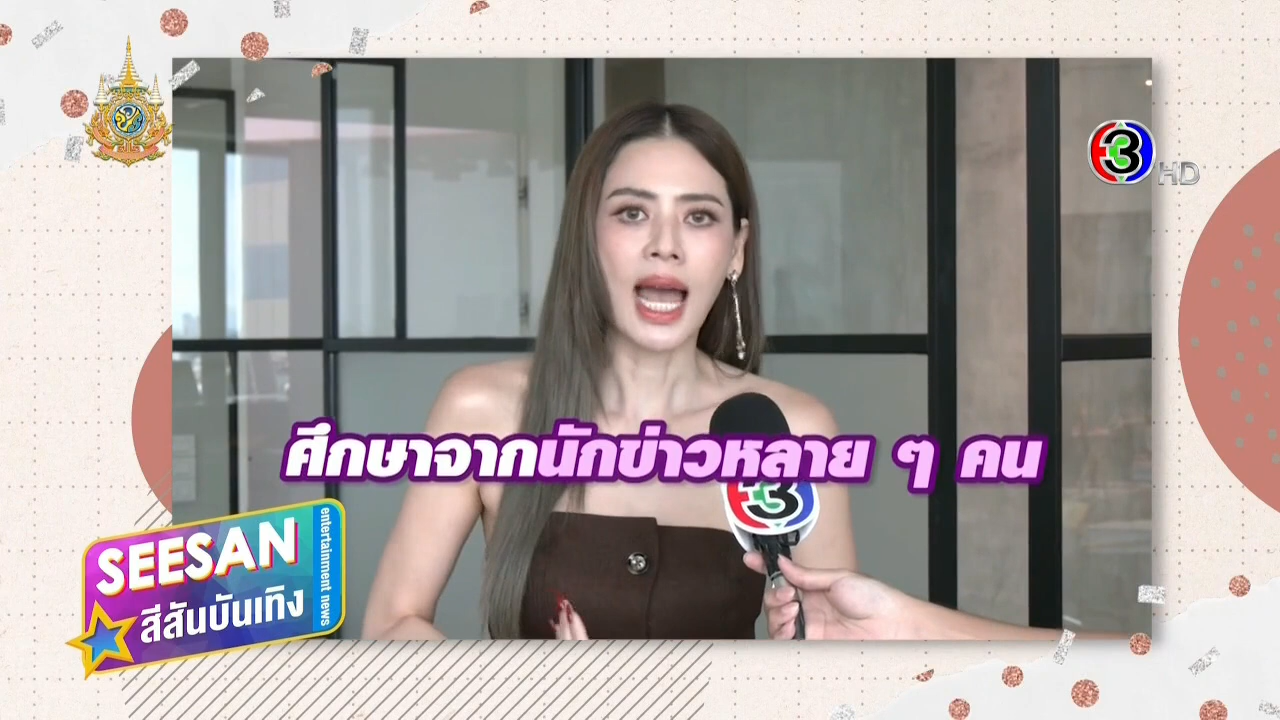 3 HD
ศึกษาจากนักข่าวหลาย ๆ คน
3
SEESAN
สีสันบันเทิง
entertainment news